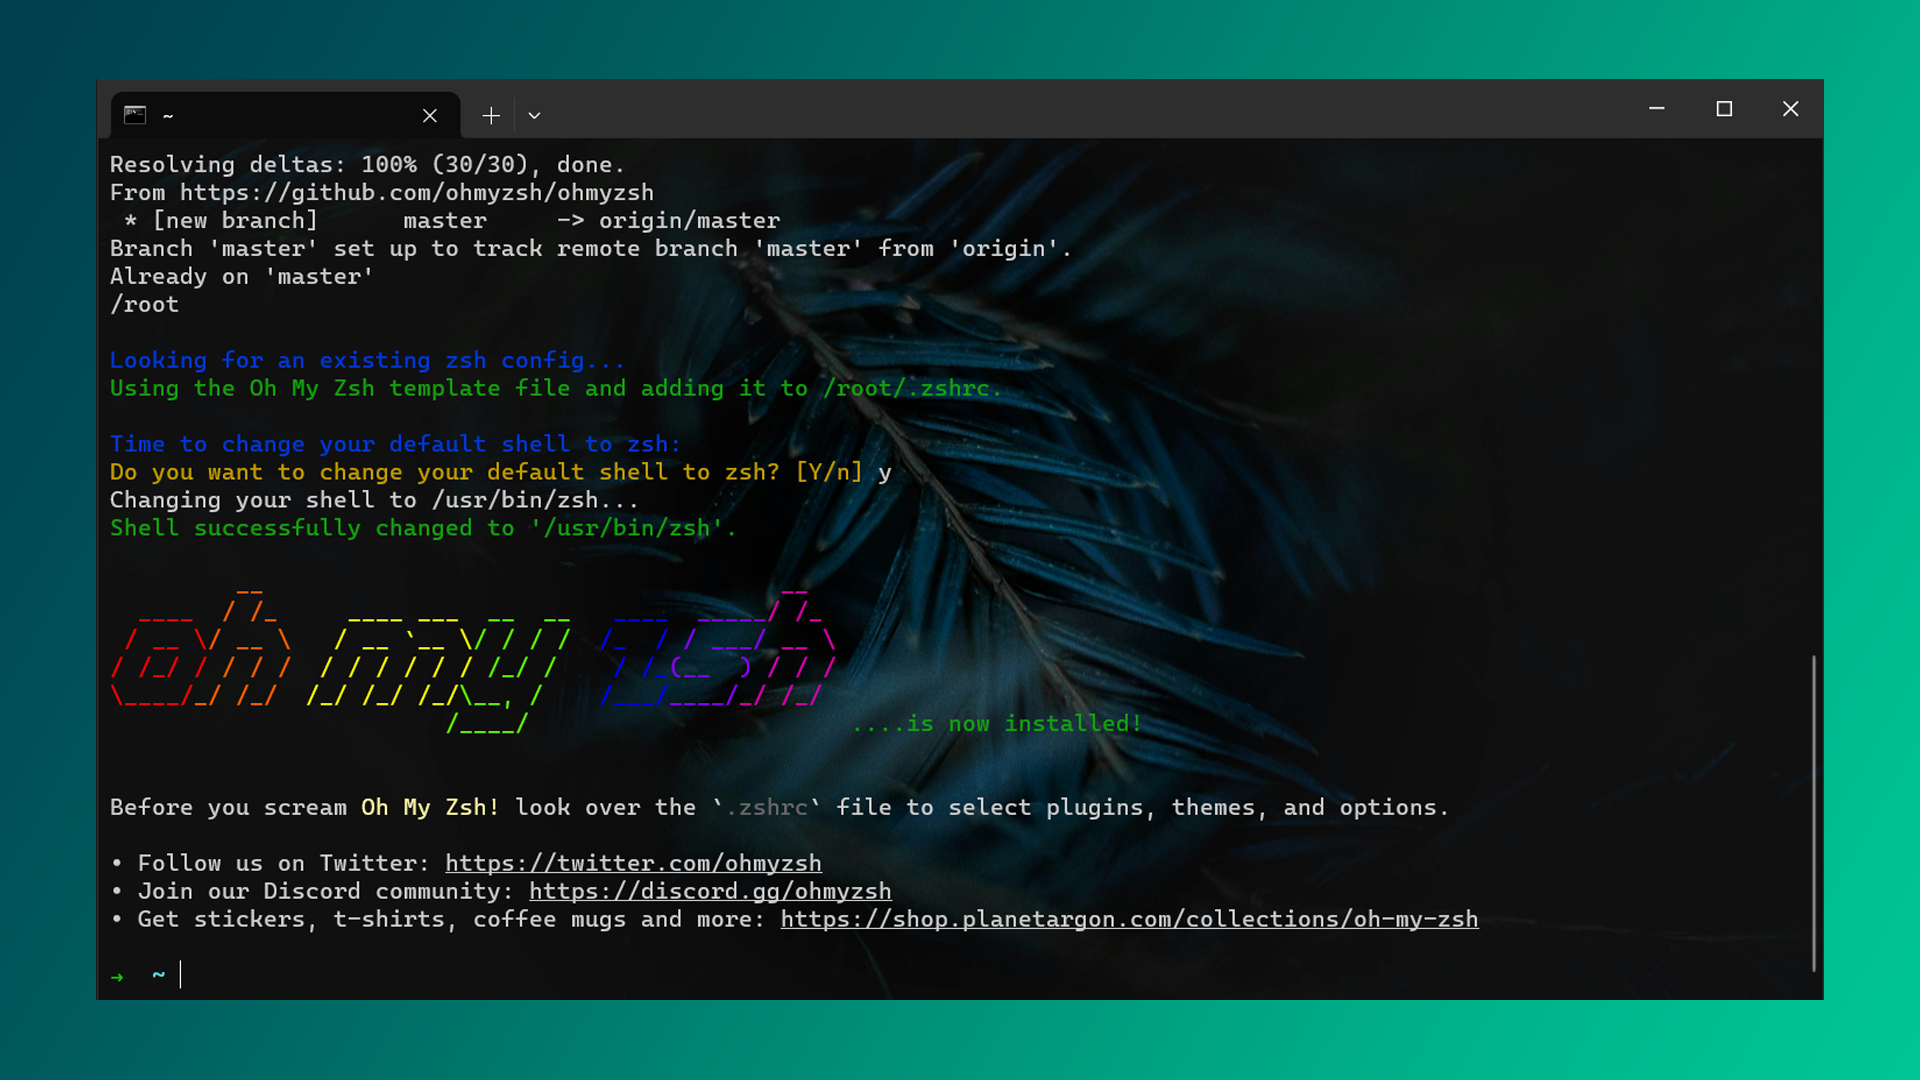 ~
Resolving deltas: 100% (30/30), done.
From https://github.com/ohmyzsh/ohmyzsh
 * [new branch]      master     -> origin/master
Branch 'master' set up to track remote branch 'master' from 'origin'.
Already on 'master'
/root
Looking for an existing zsh config...
Using the Oh My Zsh template file and adding it to /root/.zshrc.
Time to change your default shell to zsh:
Do you want to change your default shell to zsh? [Y/n] y
Changing your shell to /usr/bin/zsh...
Shell successfully changed to '/usr/bin/zsh'.
oh my zsh
....is now installed!
Before you scream Oh My Zsh! look over the `.zshrc` file to select plugins, themes, and options.
• Follow us on Twitter: https://twitter.com/ohmyzsh
• Join our Discord community: https://discord.gg/ohmyzsh
• Get stickers, t-shirts, coffee mugs and more: https://shop.planetargon.com/collections/oh-my-zsh
→ ~